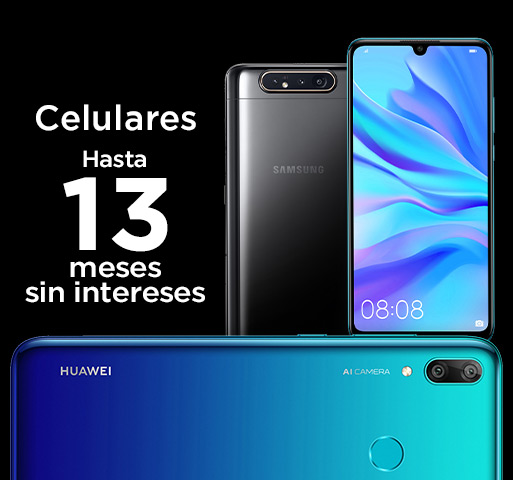 Celulares
Hasta
13
meses
sin intereses
SAMSUNG
08:08
HUAWEI
AI CAMERA